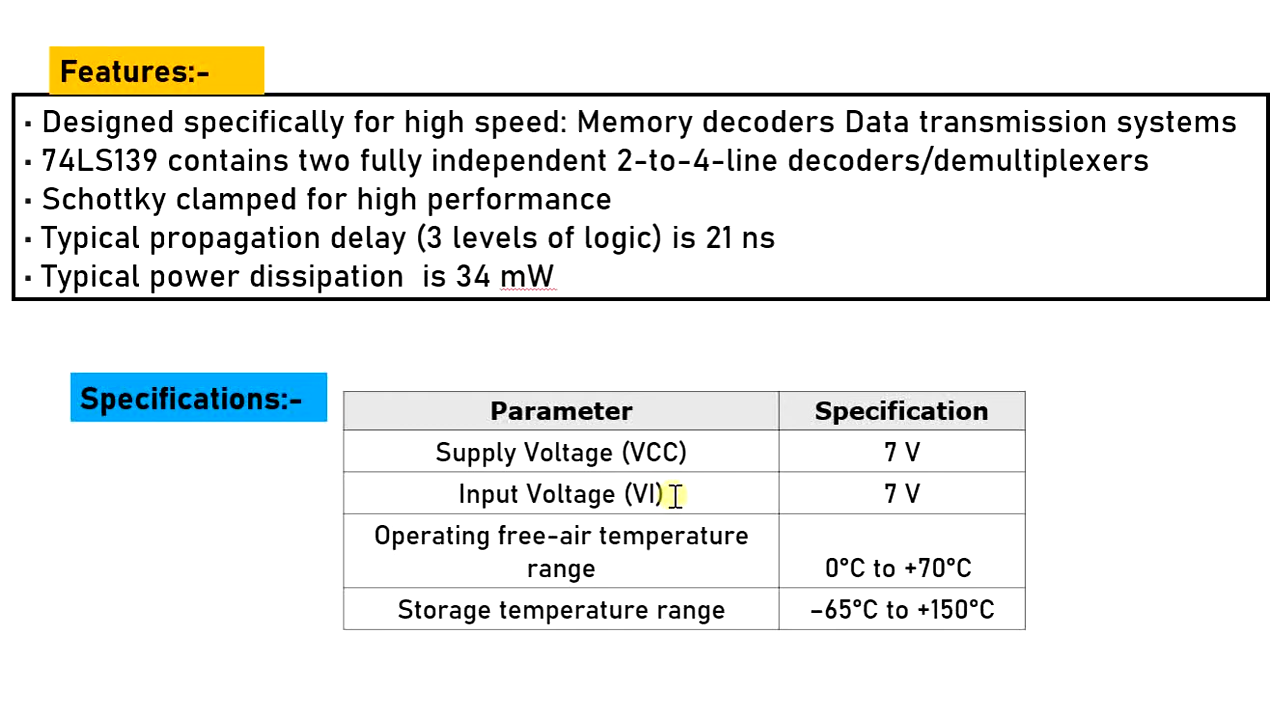 Features:-
▪ Designed specifically for high speed: Memory decoders Data transmission systems
▪ 74LS139 contains two fully independent 2-to-4-line decoders/demultiplexers
▪ Schottky clamped for high performance
▪ Typical propagation delay (3 levels of logic) is 21 ns
▪ Typical power dissipation  is 34 mW
Specifications:-
Parameter Specification
Supply Voltage (VCC) 7 V
Input Voltage (VI) 7 V
Operating free-air temperature
range 0°C to +70°C
Storage temperature range −65°C to +150°C